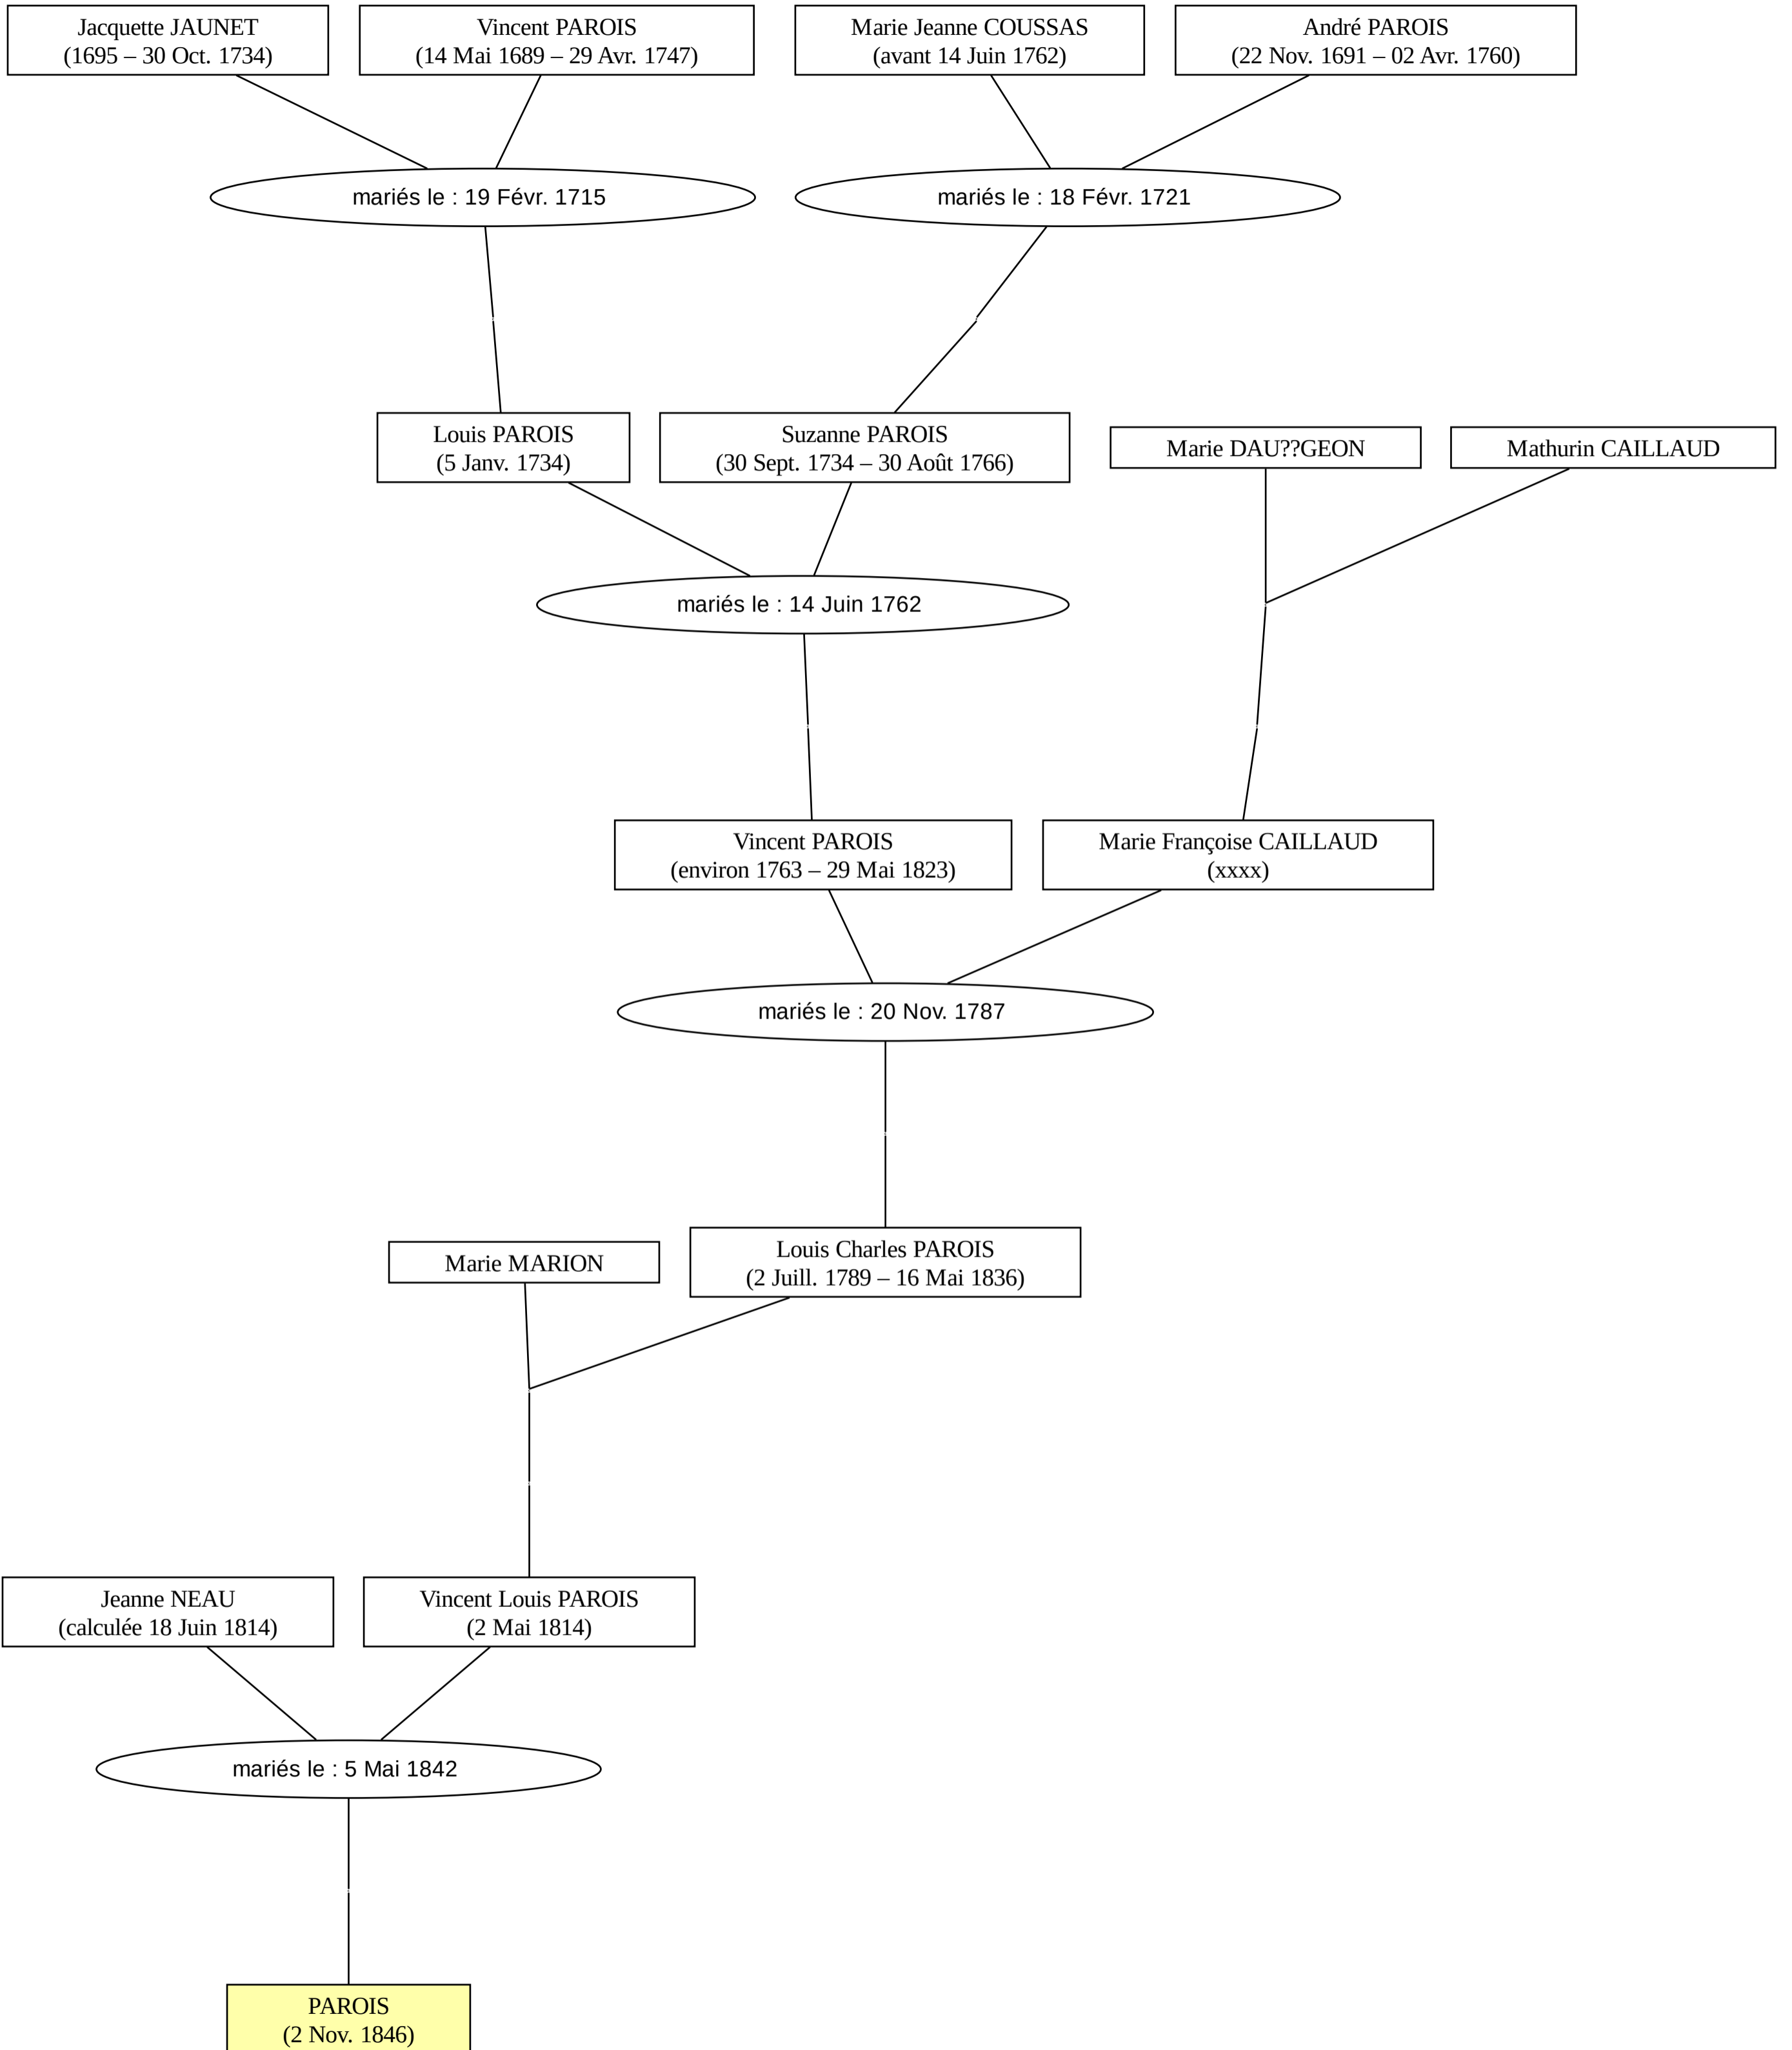 Jacquette JAUNET
(1695 – 30 Oct. 1734)
Vincent PAROIS
(14 Mai 1689 – 29 Avr. 1747)
Marie Jeanne COUSSAS
(avant 14 Juin 1762)
André PAROIS
(22 Nov. 1691 – 02 Avr. 1760)
mariés le : 19 Févr. 1715
mariés le : 18 Févr. 1721
Louis PAROIS
(5 Janv. 1734)
Suzanne PAROIS
(30 Sept. 1734 – 30 Août 1766)
Marie DAU??GEON
Mathurin CAILLAUD
mariés le : 14 Juin 1762
Vincent PAROIS
(environ 1763 – 29 Mai 1823)
Marie Françoise CAILLAUD
(xxxx)
mariés le : 20 Nov. 1787
Marie MARION
Louis Charles PAROIS
(2 Juill. 1789 – 16 Mai 1836)
Jeanne NEAU
(calculée 18 Juin 1814)
Vincent Louis PAROIS
(2 Mai 1814)
mariés le : 5 Mai 1842
PAROIS
(2 Nov. 1846)